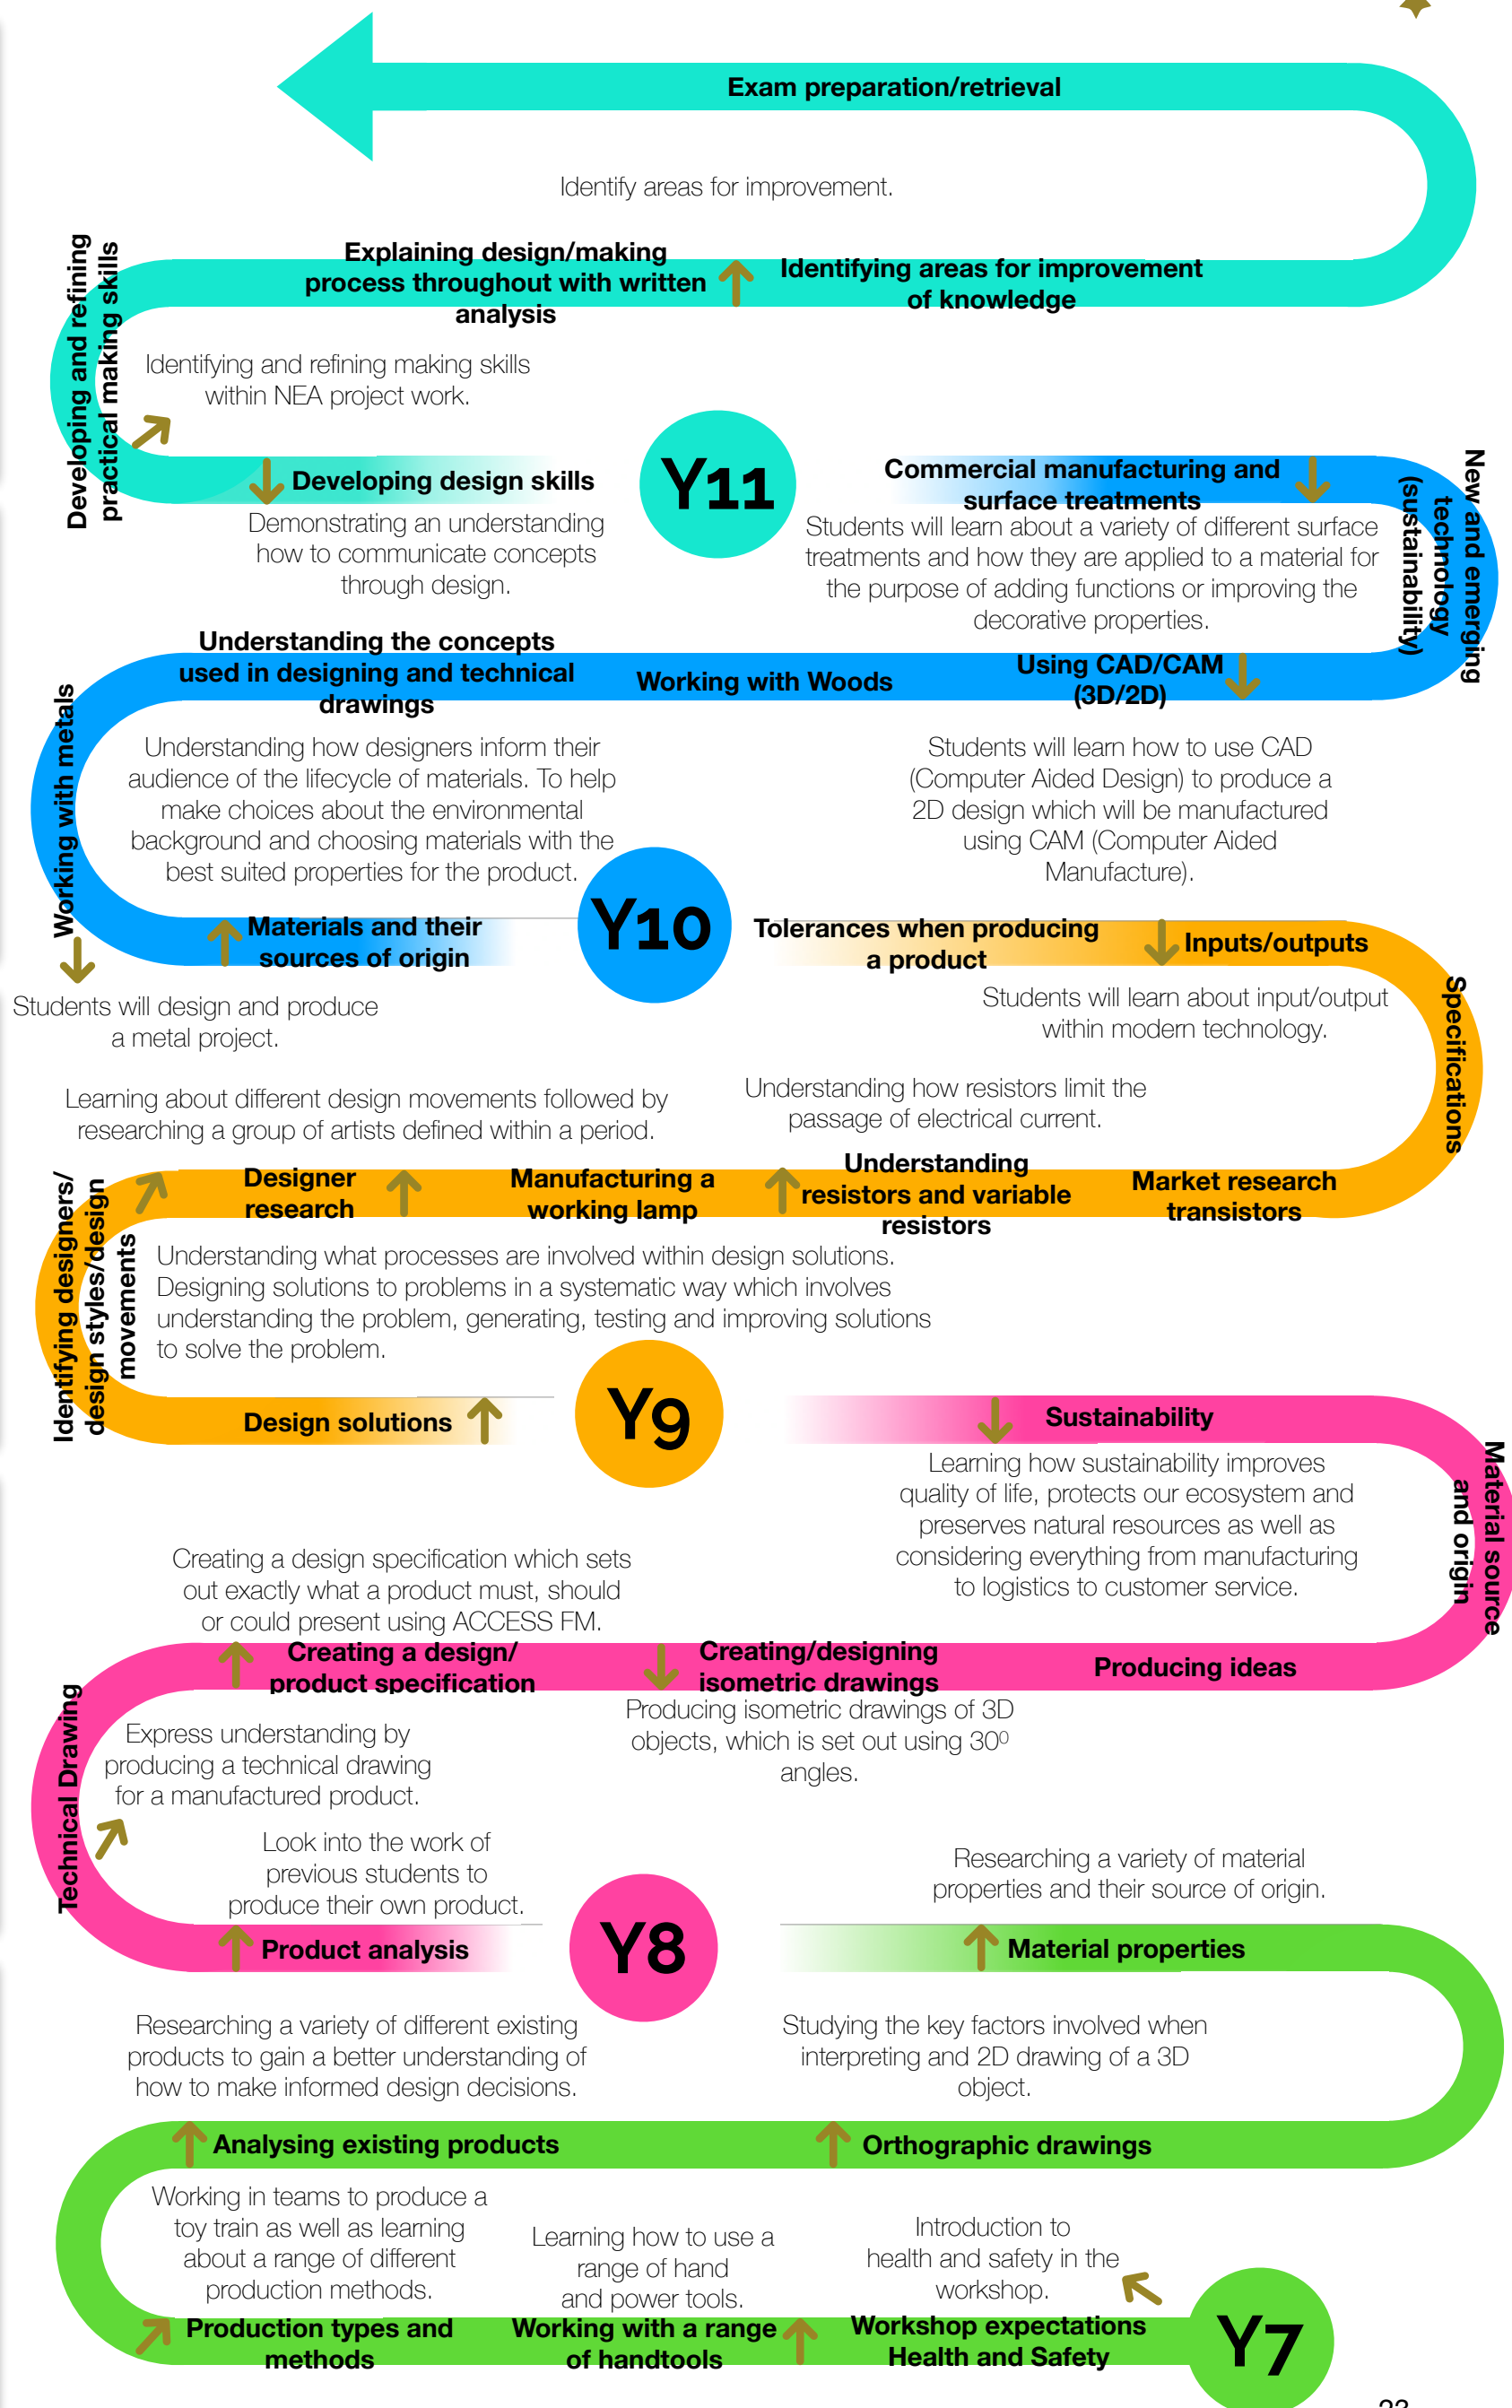 Exam preparation/retrieval
Identify areas for improvement.
Explaining design/making
process throughout with written
analysis
Identifying areas for improvement
of knowledge
Developing and refining
practical making skills
Identifying and refining making skills
within NEA project work.
Developing design skills
Demonstrating an understanding
how to communicate concepts
through design.
Y11
Commercial manufacturing and
surface treatments
Students will learn about a variety of different surface
treatments and how they are applied to a material for
the purpose of adding functions or improving the
decorative properties.
New and emerging
technology
(sustainability)
Understanding the concepts
used in designing and technical
drawings
Working with Woods
Using CAD/CAM
(3D/2D)
Working with metals
Understanding how designers inform their
audience of the lifecycle of materials. To help
make choices about the environmental
background and choosing materials with the
best suited properties for the product.
Students will learn how to use CAD
(Computer Aided Design) to produce a
2D design which will be manufactured
using CAM (Computer Aided
Manufacture).
Materials and their
sources of origin
Y10
Tolerances when producing
a product
Inputs/outputs
Students will design and produce
a metal project.
Students will learn about input/output
within modern technology.
Specifications
Learning about different design movements followed by
researching a group of artists defined within a period.
Understanding how resistors limit the
passage of electrical current.
Designer
research
Manufacturing a
working lamp
Understanding
resistors and variable
resistors
Market research
transistors
Identifying designers/
design styles/design
movements
Understanding what processes are involved within design solutions.
Designing solutions to problems in a systematic way which involves
understanding the problem, generating, testing and improving solutions
to solve the problem.
Design solutions
Y9
Sustainability
Learning how sustainability improves
quality of life, protects our ecosystem and
preserves natural resources as well as
considering everything from manufacturing
to logistics to customer service.
Material source
and origin
Creating a design specification which sets
out exactly what a product must, should
or could present using ACCESS FM.
Creating a design/
product specification
Creating/designing
isometric drawings
Producing ideas
Technical Drawing
Express understanding by
producing a technical drawing
for a manufactured product.
Producing isometric drawings of 3D
objects, which is set out using 30⁰
angles.
Look into the work of
previous students to
produce their own product.
Researching a variety of material
properties and their source of origin.
Product analysis
Y8
Material properties
Researching a variety of different existing
products to gain a better understanding of
how to make informed design decisions.
Studying the key factors involved when
interpreting and 2D drawing of a 3D
object.
Analysing existing products
Orthographic drawings
Working in teams to produce a
toy train as well as learning
about a range of different
production methods.
Learning how to use a
range of hand
and power tools.
Introduction to
health and safety in the
workshop.
Production types and
methods
Working with a range
of handtools
Workshop expectations
Health and Safety
Y7